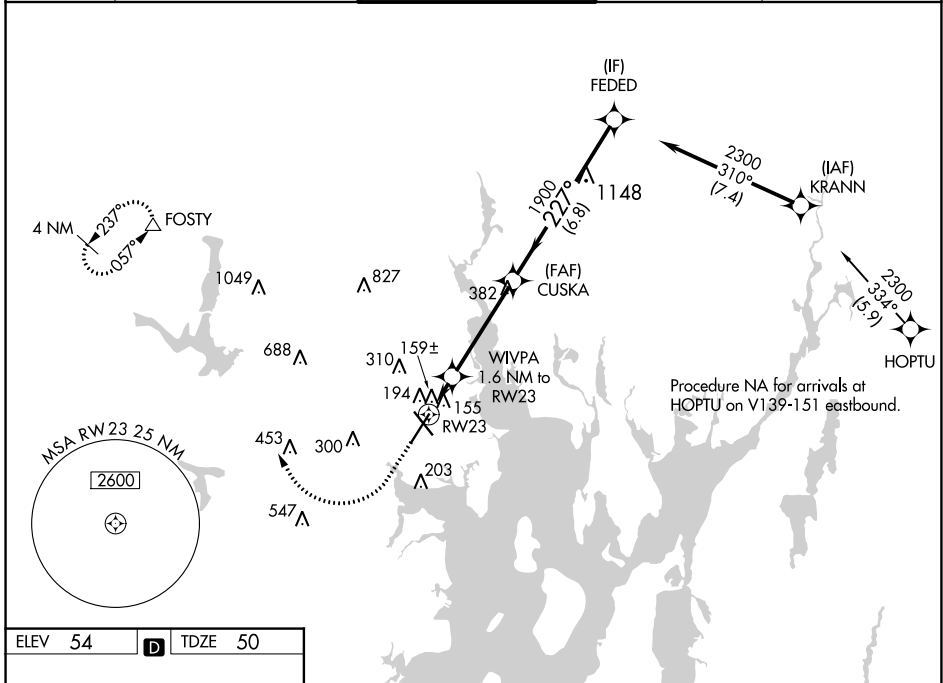 (IF)
FEDED
2300
310°
(7.4)
(IAF)
KRANN
1148
1900
227°
(6.8)
4 NM
237°
057°
FOSTY
1049
827
382
(FAF)
CUSKA
2300
334°
(5.9)
HOPTU
688
310
159±
WIVPA
1.6 NM to
RW23
194
155
RW23
Procedure NA for arrivals at
HOPTU on V139-151 eastbound.
453
300
203
547
MSA RW 23 25 NM
2600
ELEV 54 D TDZE 50